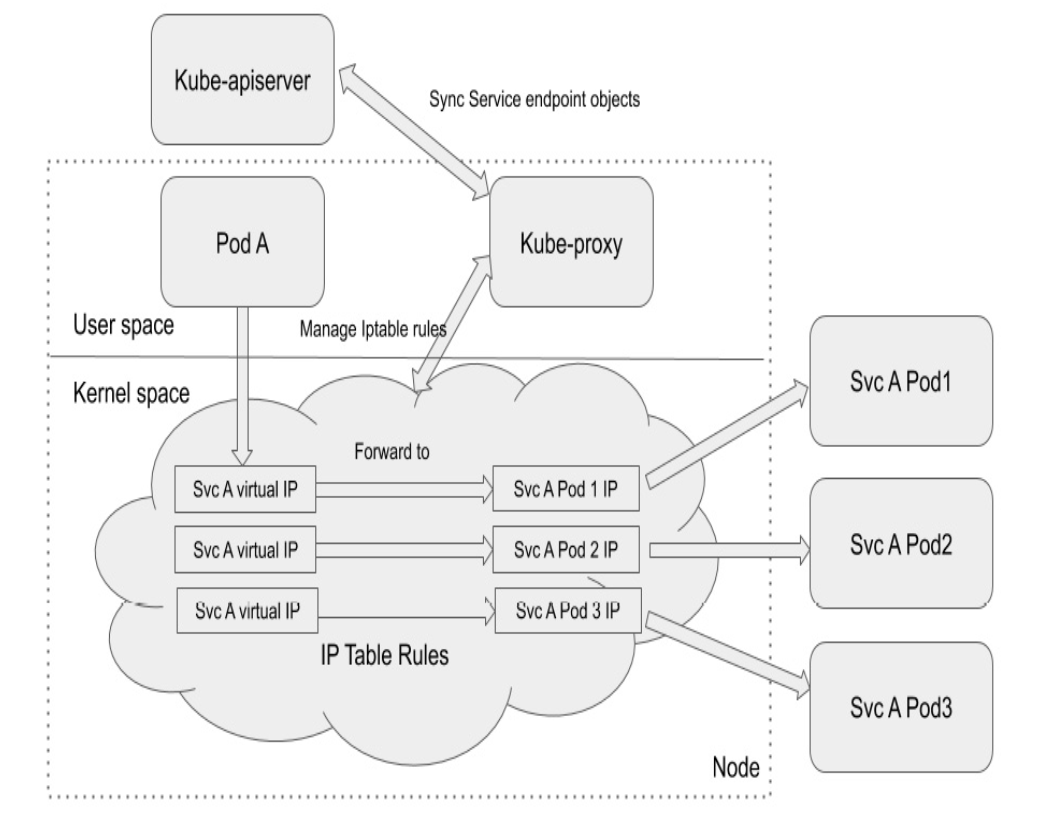 Kube-apiserver
Sync Service endpoint objects
Pod A
Kube-proxy
User space
Manage Iptable rules
Kernel space
Svc A Pod1
Forward to
Svc A virtual IP
Svc A Pod 1 IP
Svc A virtual IP
Svc A Pod 2 IP
Svc A Pod2
Svc A virtual IP
Svc A Pod 3 IP
IP Table Rules
Svc A Pod3
Node